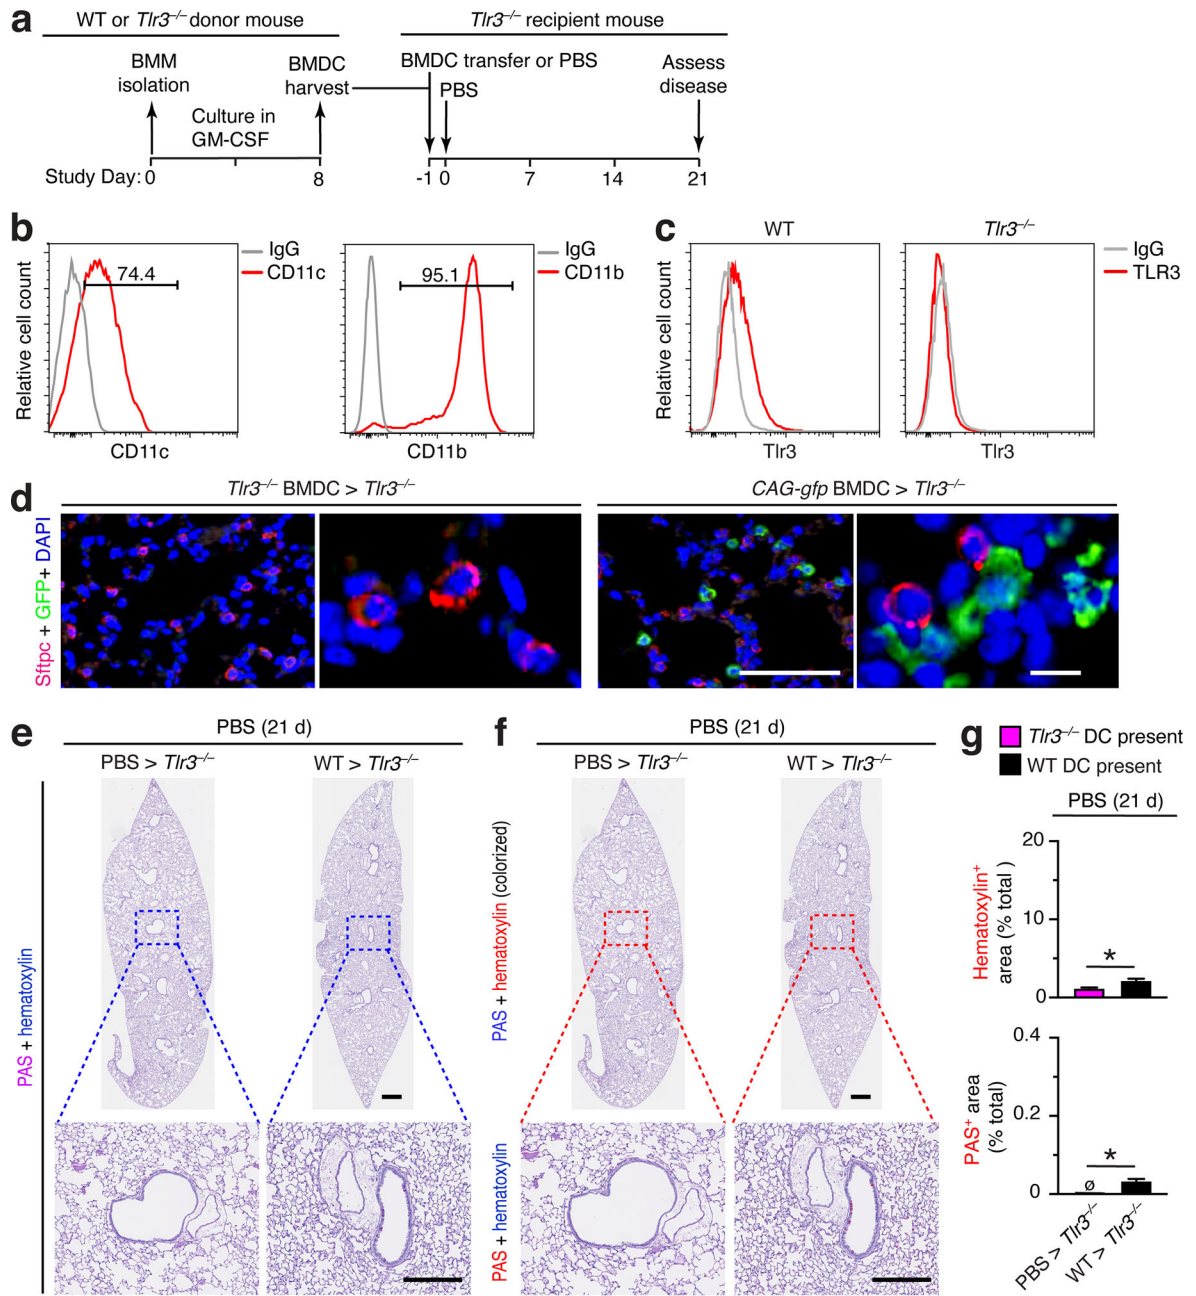 a
WT or Tlr3⁻/⁻ donor mouse
Tlr3⁻/⁻ recipient mouse
BMM
isolation
BMDC
harvest
BMDC transfer or PBS
PBS
Assess
disease
Culture in
GM-CSF
Study Day: 0
8
-1 0
7
14
21
b
Relative cell count
74.4
IgG
CD11c
CD11c
95.1
IgG
CD11b
CD11b
c
WT
Tlr3⁻/⁻
Relative cell count
IgG
TLR3
Tlr3
Tlr3
d
Tlr3⁻/⁻ BMDC > Tlr3⁻/⁻
CAG-gfp BMDC > Tlr3⁻/⁻
Sftpc + GFP+ DAPI
e
PBS (21 d)
PBS > Tlr3⁻/⁻
WT > Tlr3⁻/⁻
PAS + hematoxylin
f
PBS (21 d)
PBS > Tlr3⁻/⁻
WT > Tlr3⁻/⁻
PAS + hematoxylin (colorized)
PAS + hematoxylin
g
Tlr3⁻/⁻ DC present
WT DC present
PBS (21 d)
Hematoxylin⁺
area (% total )
20
10
0
*
PAS⁺ area
(% total)
0.4
0.2
0
ø
*
PBS > Tlr3⁻/⁻
WT > Tlr3⁻/⁻